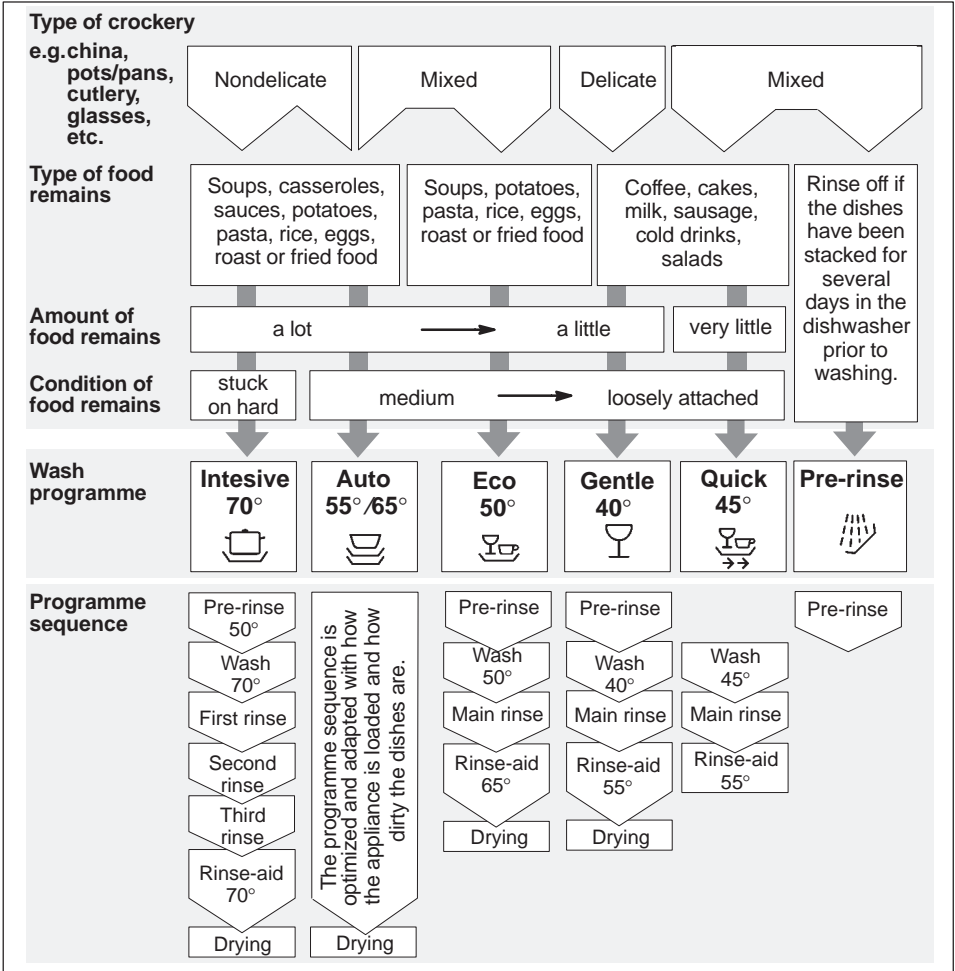 Type of crockery
e.g.china,
pots/pans,
cutlery,
glasses,
etc.
Nondelicate
Mixed
Delicate
Mixed
Type of food
remains
Soups, casseroles,
sauces, potatoes,
pasta, rice, eggs,
roast or fried food
Soups, potatoes,
pasta, rice, eggs,
roast or fried food
Coffee, cakes,
milk, sausage,
cold drinks,
salads
Rinse off if
the dishes
have been
stacked for
several
days in the
dishwasher
prior to
washing.
Amount of
food remains
a lot
a little
very little
Condition of
food remains
stuck
on hard
medium
loosely attached
Wash
programme
Intesive
70°
Auto
55°/65°
Eco
50°
Gentle
40°
Quick
45°
Pre-rinse
Programme
sequence
Pre-rinse
50°
Wash
70°
First rinse
Second
rinse
Third
rinse
Rinse-aid
70°
Drying
The programme sequence is
optimized and adapted with how
the appliance is loaded and how
dirty the dishes are.
Drying
Pre-rinse
Wash
50°
Main rinse
Rinse-aid
65°
Drying
Pre-rinse
Wash
40°
Main rinse
Rinse-aid
55°
Drying
Wash
45°
Main rinse
Rinse-aid
55°
Pre-rinse